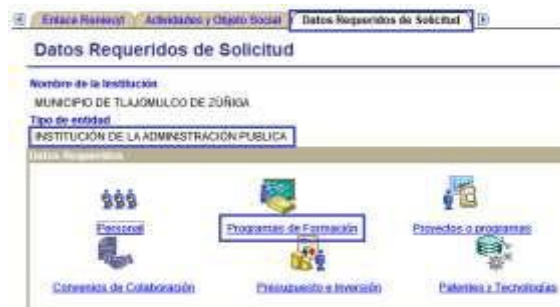 Enlace Reniecyt Actividades y Objeto Social Datos Requeridos de Solicitud
Datos Requeridos de Solicitud
Nombre de la Institución
MUNICIPIO DE TLAJOMULCO DE ZÚÑIGA
Tipo de entidad
INSTITUCIÓN DE LA ADMINISTRACIÓN PUBLICA
Datos Requeridos
Personal Programas de Formación Proyectos o programas
Convenios de Colaboración Presupuesto e Inversión Patentes y Tecnologías